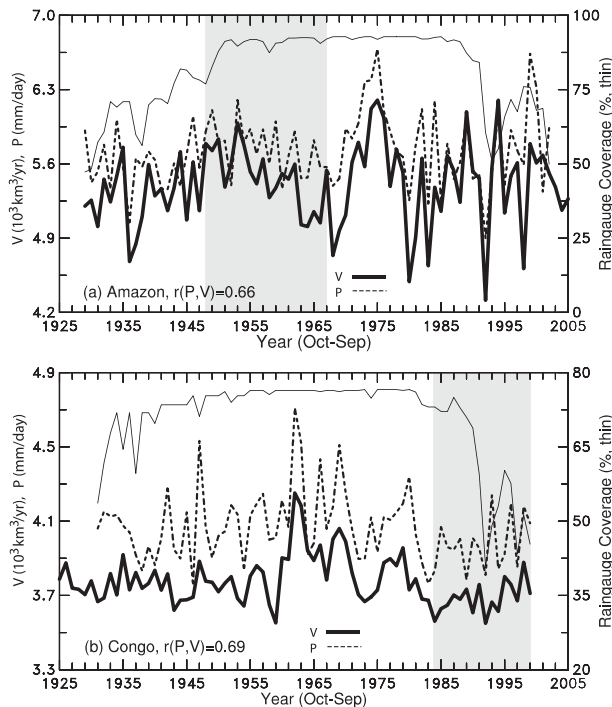 7.0
6.3
5.6
4.9
4.2
V (10³km³/yr), P (mm/day)
100
75
50
25
0
Raingauge Coverage (%, thin)
V
P
(a) Amazon, r(P,V)=0.66
1925 1935 1945 1955 1965 1975 1985 1995 2005
Year (Oct-Sep)
4.9
4.5
4.1
3.7
3.3
V (10³km³/yr), P (mm/day)
80
65
50
35
20
Raingauge Coverage (%, thin)
V
P
(b) Congo, r(P,V)=0.69
1925 1935 1945 1955 1965 1975 1985 1995 2005
Year (Oct-Sep)